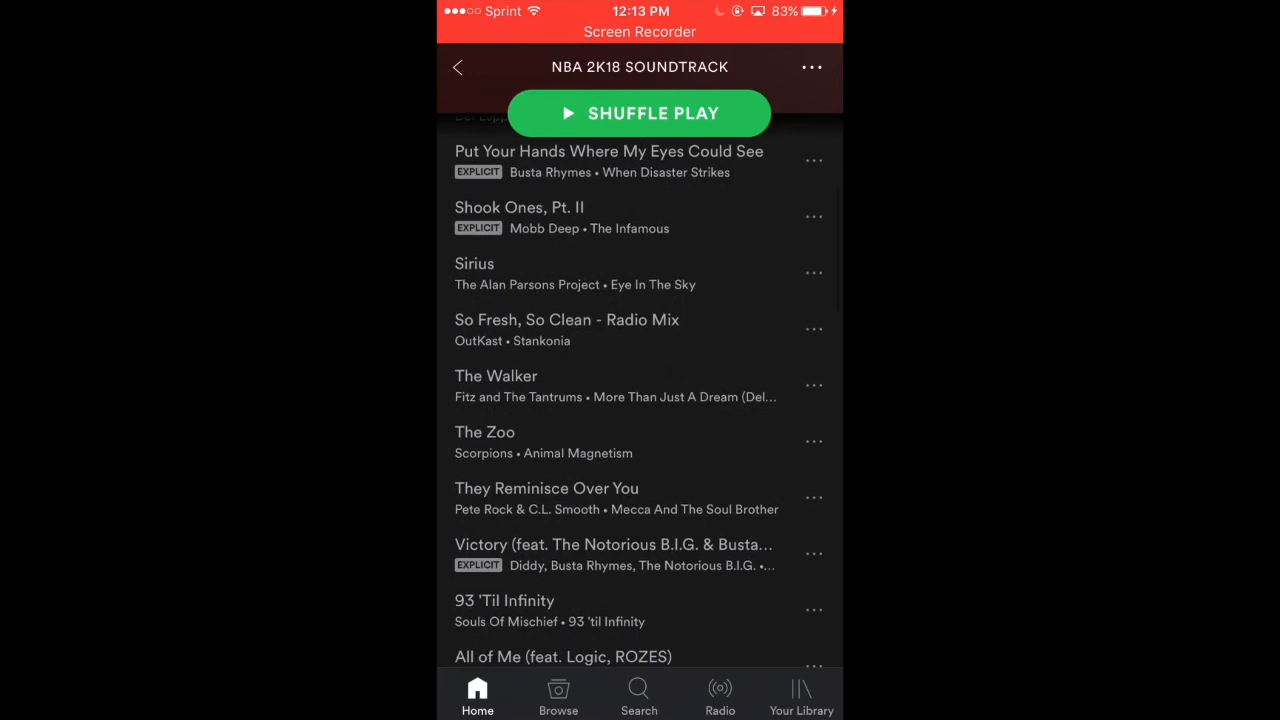 Sprint 12:13 PM 83%
Screen Recorder
NBA 2K18 SOUNDTRACK
SHUFFLE PLAY
Put Your Hands Where My Eyes Could See
EXPLICIT Busta Rhymes • When Disaster Strikes
Shook Ones, Pt. II
EXPLICIT Mobb Deep • The Infamous
Sirius
The Alan Parsons Project • Eye In The Sky
So Fresh, So Clean - Radio Mix
OutKast • Stankonia
The Walker
Fitz and The Tantrums • More Than Just A Dream (Del...
The Zoo
Scorpions • Animal Magnetism
They Reminisce Over You
Pete Rock & C.L. Smooth • Mecca And The Soul Brother
Victory (feat. The Notorious B.I.G. & Busta...
EXPLICIT Diddy, Busta Rhymes, The Notorious B.I.G. •...
93 'Til Infinity
Souls Of Mischief • 93 'til Infinity
All of Me (feat. Logic, ROZES)
Home Browse Search Radio Your Library